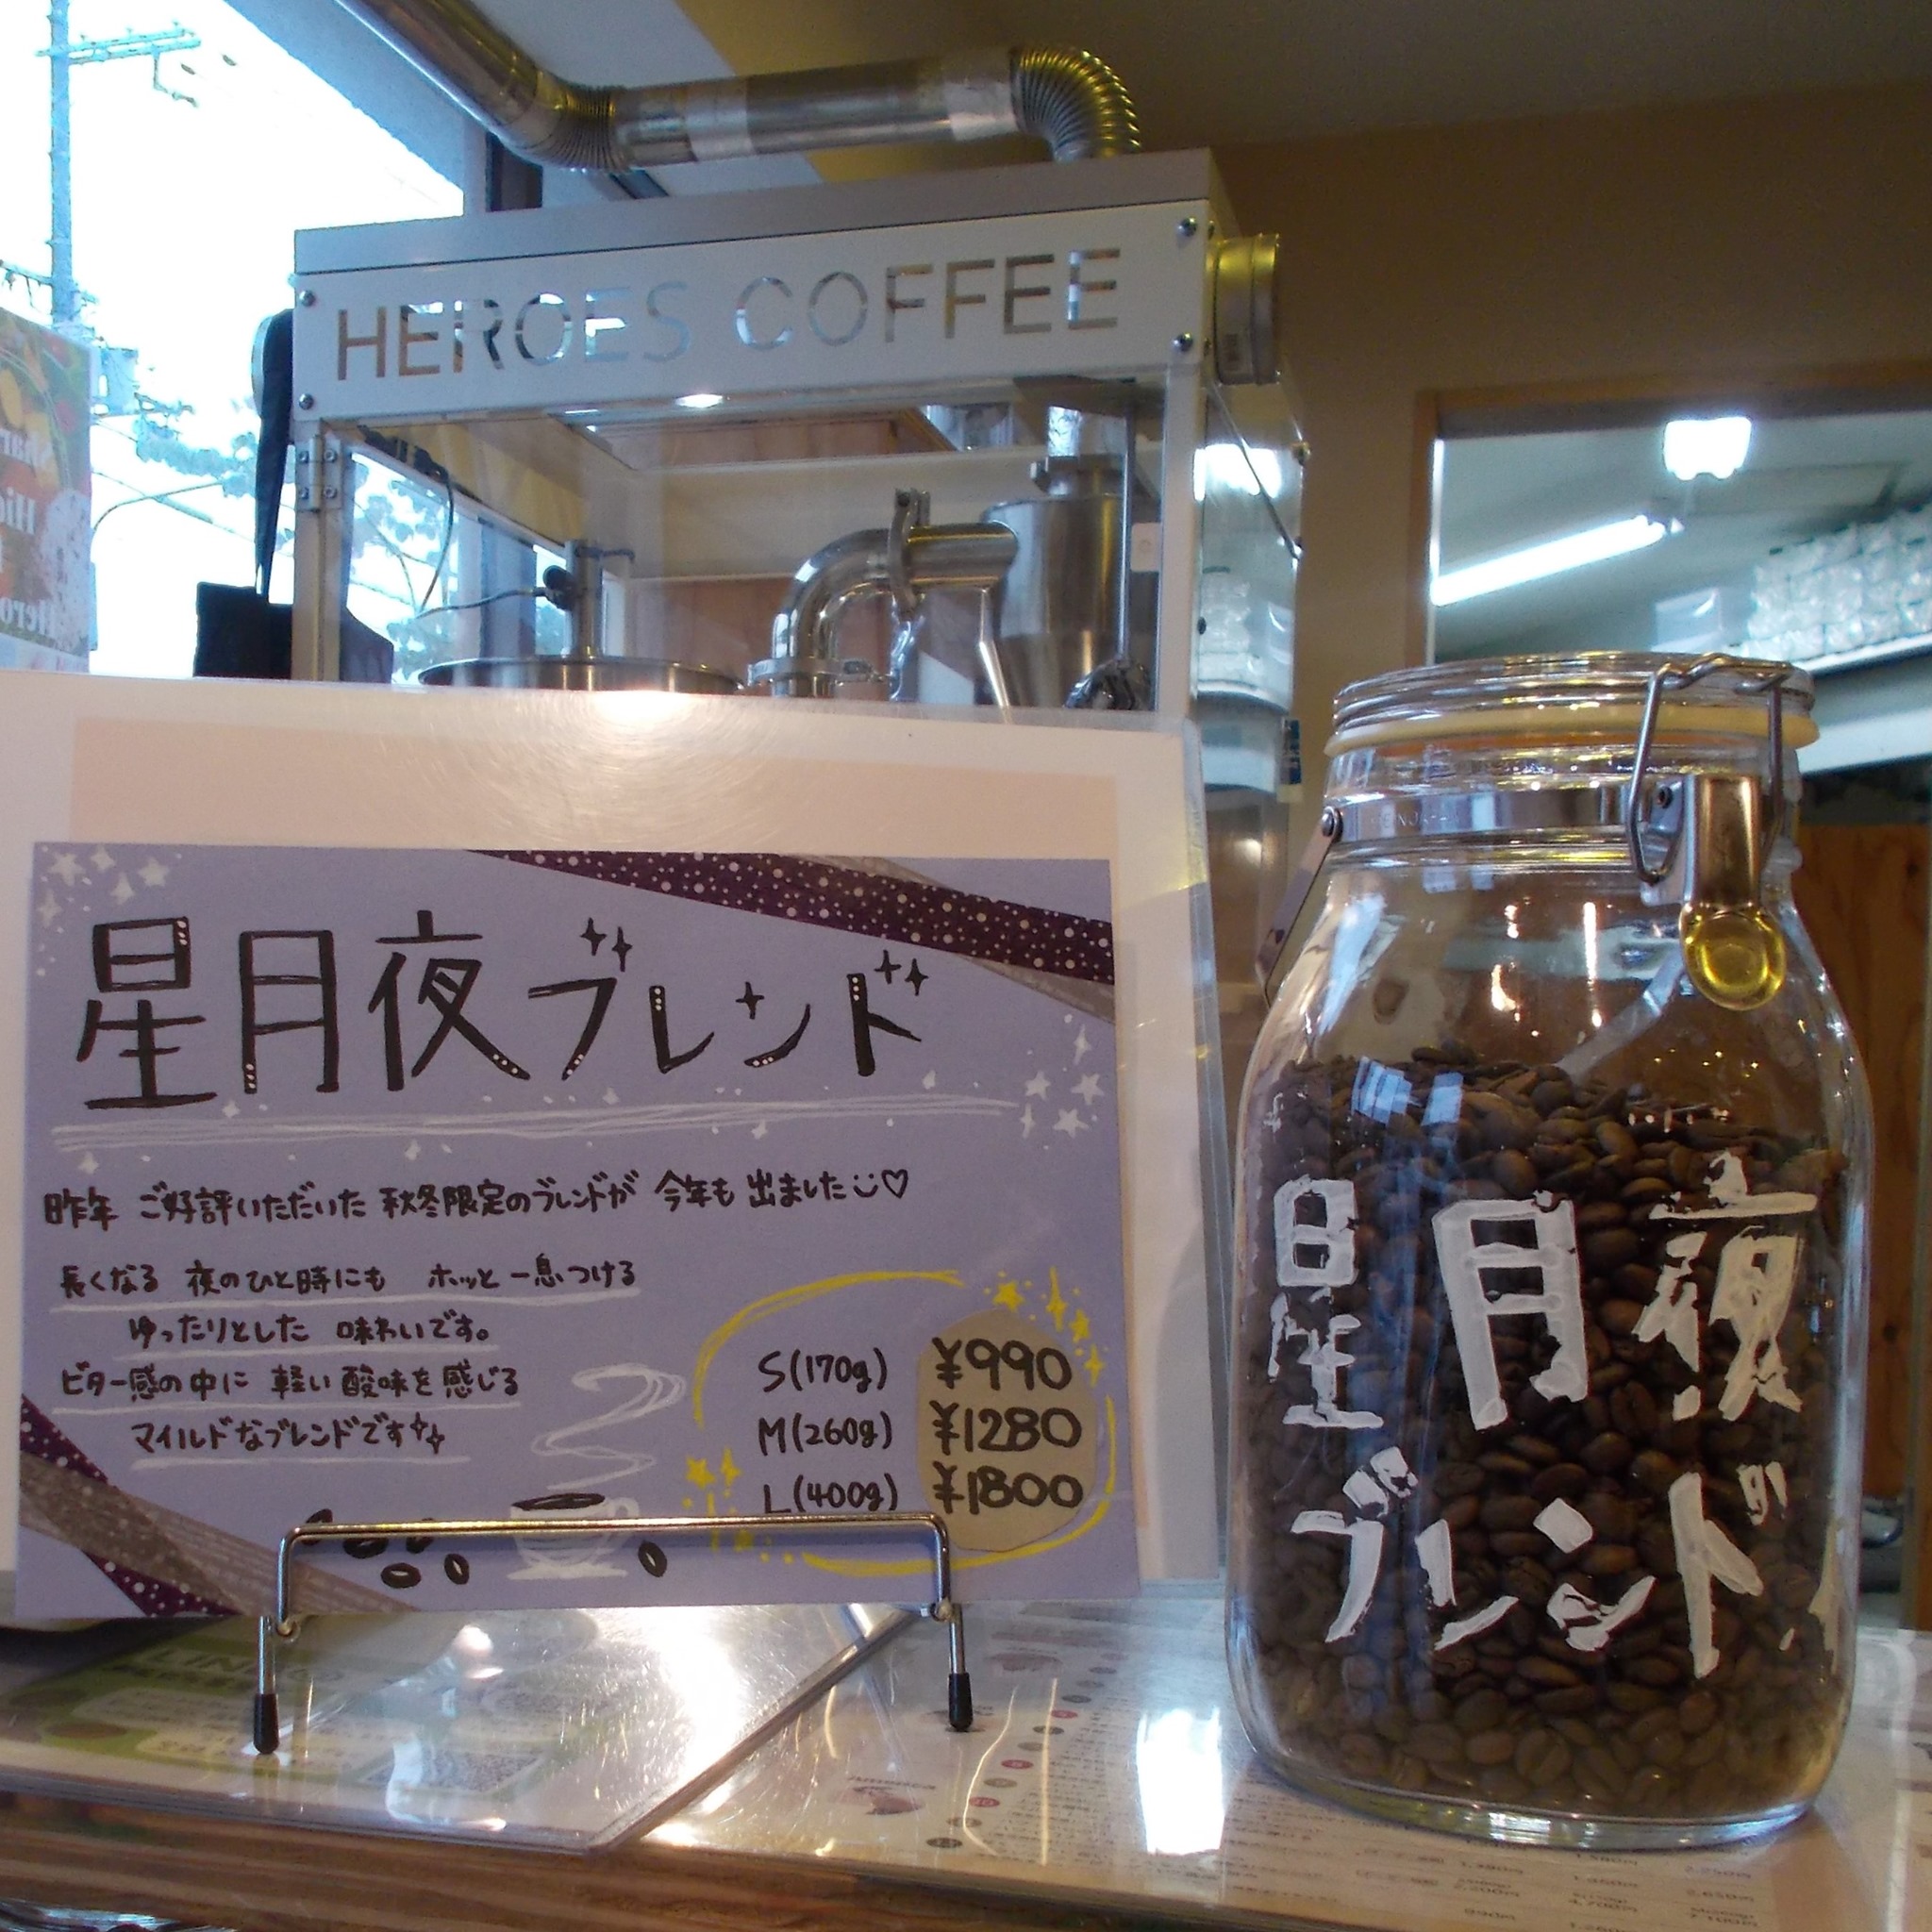 HEROES COFFEE
星月夜ブレンド
昨年 ご好評いただいた 秋冬限定のブレンドが 今年も 出ました
長くなる 夜のひと時にも ホッと一息つける
ゆったりとした 味わいです。
ビター感の中に 軽い酸味を感じる
マイルドなブレンドです
S(170g) ¥990
M(260g) ¥1280
L(400g) ¥1800
星月夜
ブレンド